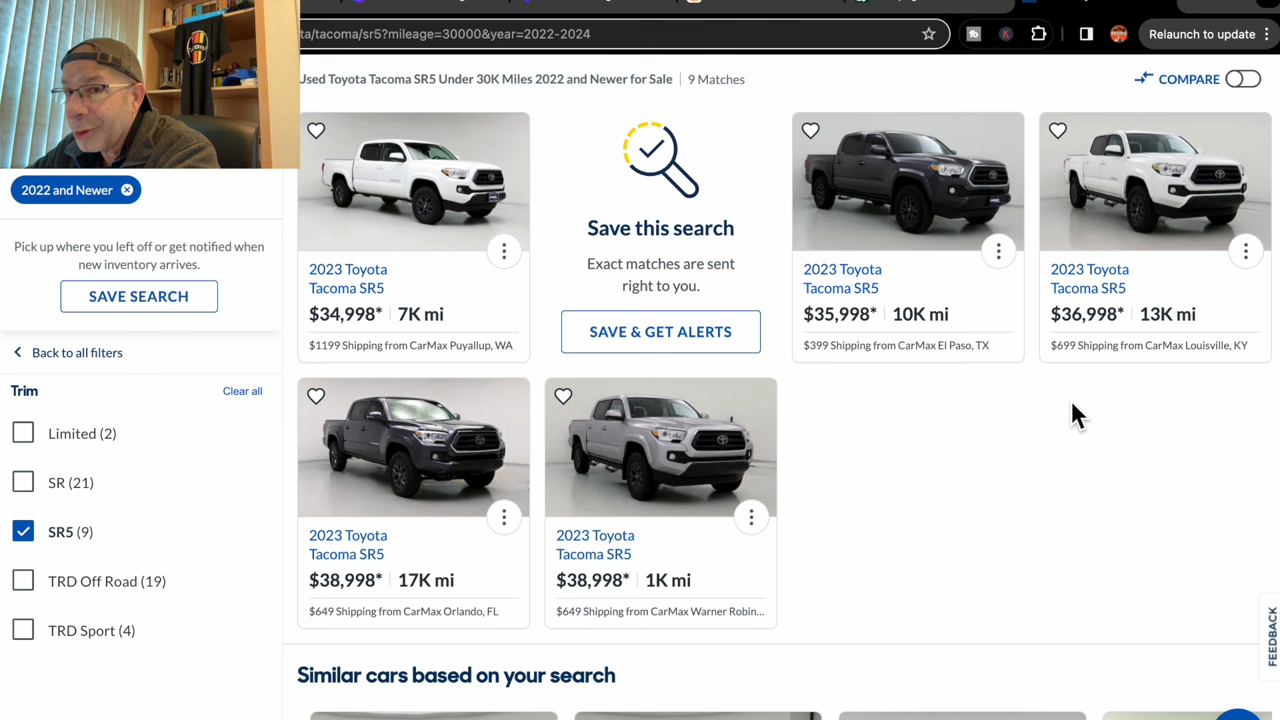 ta/tacoma/sr5?mileage=30000&year=2022-2024
Relaunch to update
Used Toyota Tacoma SR5 Under 30K Miles 2022 and Newer for Sale | 9 Matches
COMPARE
2022 and Newer
Pick up where you left off or get notified when
new inventory arrives.
SAVE SEARCH
Back to all filters
Trim
Clear all
Limited (2)
SR (21)
SR5 (9)
TRD Off Road (19)
TRD Sport (4)
2023 Toyota
Tacoma SR5
$34,998* | 7K mi
$1199 Shipping from CarMax Puyallup, WA
Save this search
Exact matches are sent
right to you.
SAVE & GET ALERTS
2023 Toyota
Tacoma SR5
$35,998* | 10K mi
$399 Shipping from CarMax El Paso, TX
2023 Toyota
Tacoma SR5
$36,998* | 13K mi
$699 Shipping from CarMax Louisville, KY
2023 Toyota
Tacoma SR5
$38,998* | 17K mi
$649 Shipping from CarMax Orlando, FL
2023 Toyota
Tacoma SR5
$38,998* | 1K mi
$649 Shipping from CarMax Warner Robin...
FEEDBACK
Similar cars based on your search